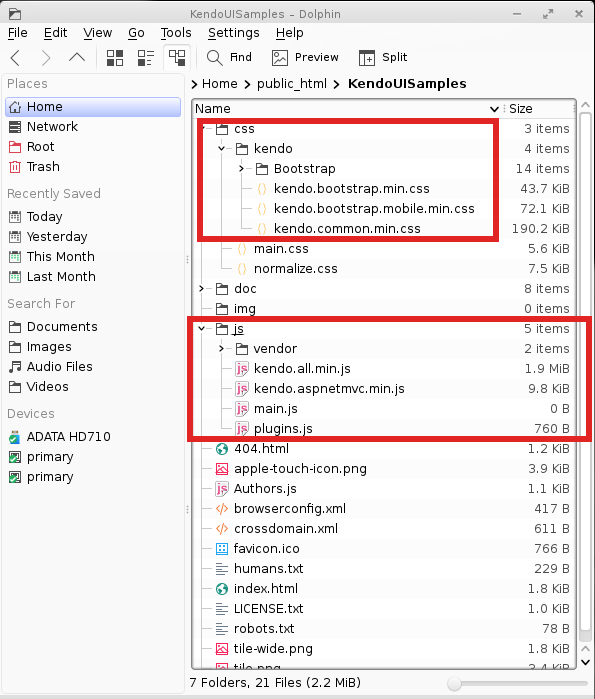 KendoUISamples – Dolphin
File Edit View Go Tools Settings Help
Find Preview Split
Places
Home
Network
Root
Trash
Recently Saved
Today
Yesterday
This Month
Last Month
Search For
Documents
Images
Audio Files
Videos
Devices
ADATA HD710
primary
primary
Home public_html KendoUISamples
Name Size
css 3 items
kendo 4 items
Bootstrap 14 items
kendo.bootstrap.min.css 43.7 KiB
kendo.bootstrap.mobile.min.css 72.1 KiB
kendo.common.min.css 190.2 KiB
main.css 5.6 KiB
normalize.css 7.5 KiB
doc 8 items
img 0 items
js 5 items
vendor 2 items
kendo.all.min.js 1.9 MiB
kendo.aspnetmvc.min.js 9.8 KiB
main.js 0 B
plugins.js 760 B
404.html 1.2 KiB
apple-touch-icon.png 3.9 KiB
Authors.js 1.1 KiB
browserconfig.xml 417 B
crossdomain.xml 611 B
favicon.ico 766 B
humans.txt 229 B
index.html 1.8 KiB
LICENSE.txt 1.0 KiB
robots.txt 78 B
tile-wide.png 1.8 KiB
tile.png 3.4 KiB
7 Folders, 21 Files (2.2 MiB)